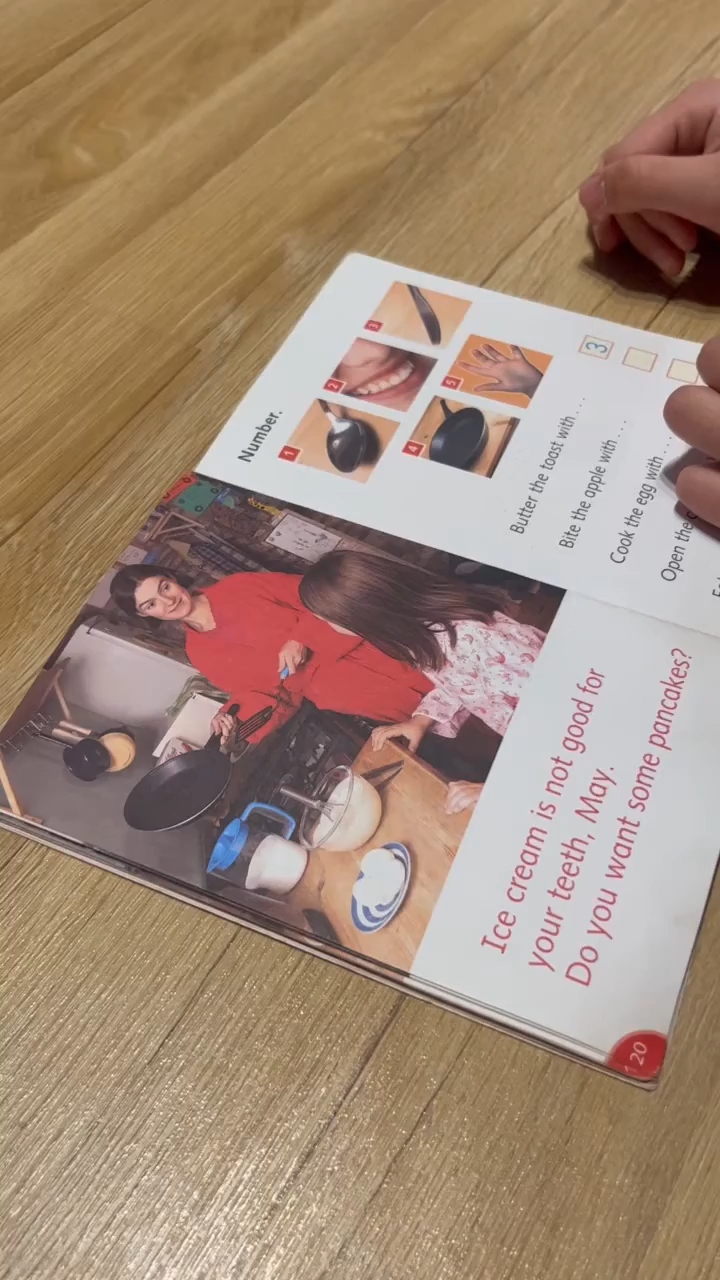 Ice cream is not good for
your teeth, May.
Do you want some pancakes?
20
Number.
1
2
3
4
5
Butter the toast with . . .
3
Bite the apple with . . .
Cook the egg with . . .
Open the